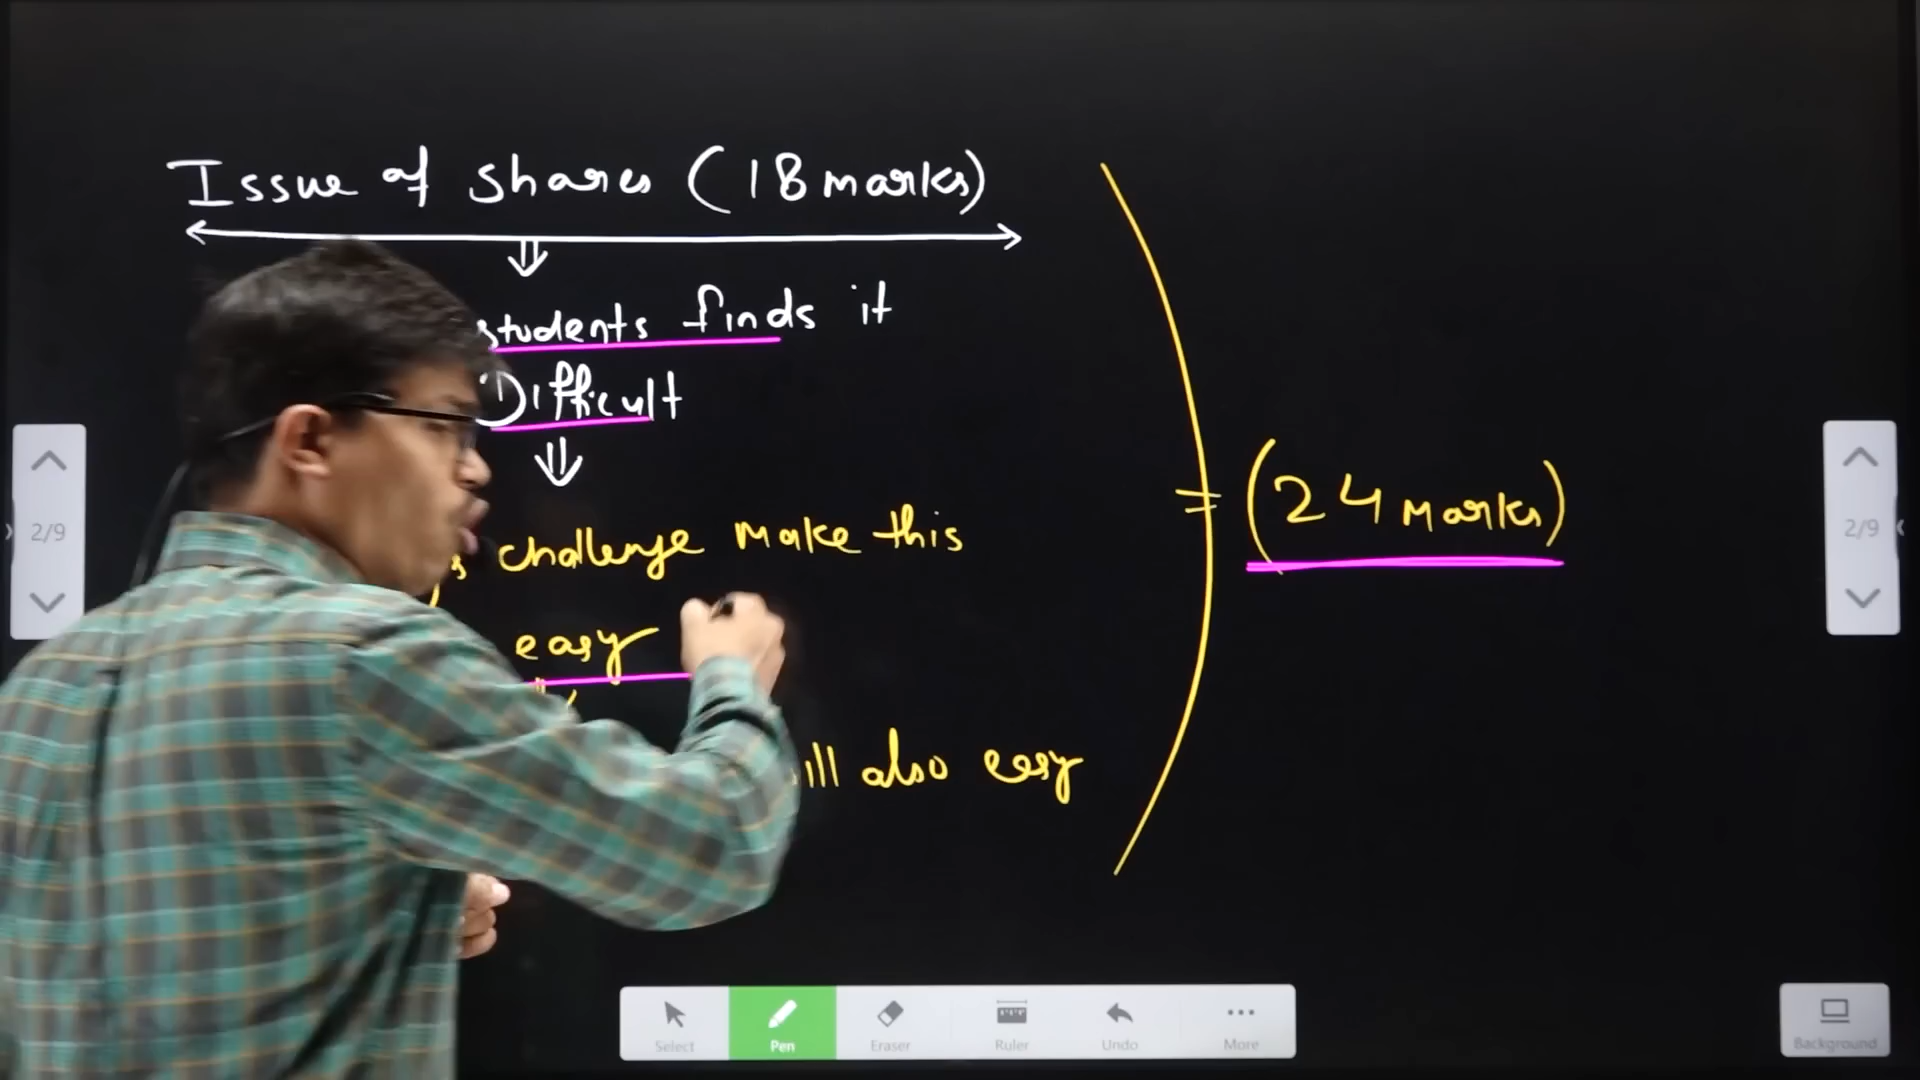 Issue of shares (18 marks)
students finds it
Difficult
challenge make this
easy
also easy
= (24 Marks)
2/9
2/9
Select
Pen
Eraser
Ruler
Undo
More
Background